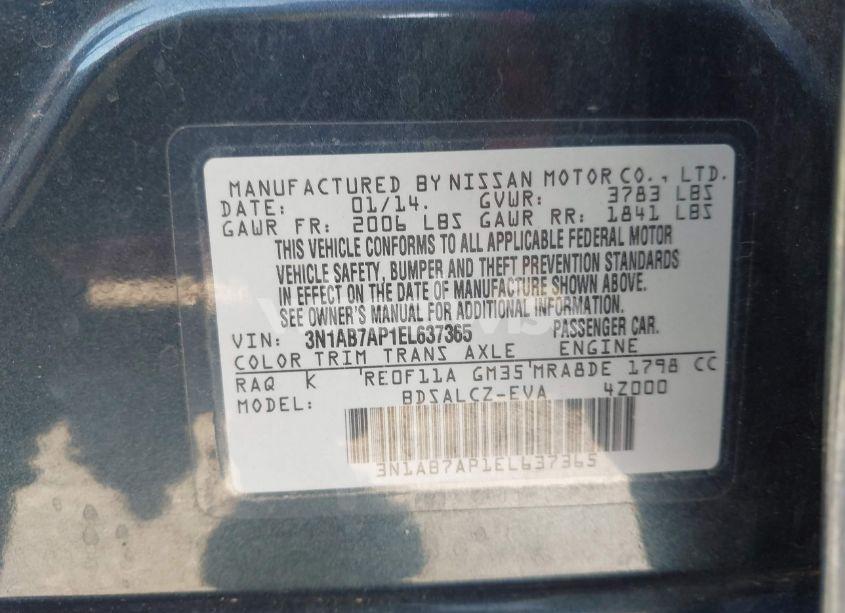 MANUFACTURED BY NISSAN MOTOR CO., LTD.
DATE: 01/14. GVWR: 3783 LBS
GAWR FR: 2006 LBS GAWR RR: 1841 LBS
THIS VEHICLE CONFORMS TO ALL APPLICABLE FEDERAL MOTOR
VEHICLE SAFETY, BUMPER AND THEFT PREVENTION STANDARDS
IN EFFECT ON THE DATE OF MANUFACTURE SHOWN ABOVE.
SEE OWNER'S MANUAL FOR ADDITIONAL INFORMATION.
VIN: 3N1AB7AP1EL637365 PASSENGER CAR.
COLOR TRIM TRANS AXLE ENGINE
RAQ K 'RE0F11A GM35'MRA8DE 1798 CC
MODEL: BDSALCZ-EVA 4Z000
3N1AB7AP1EL637365